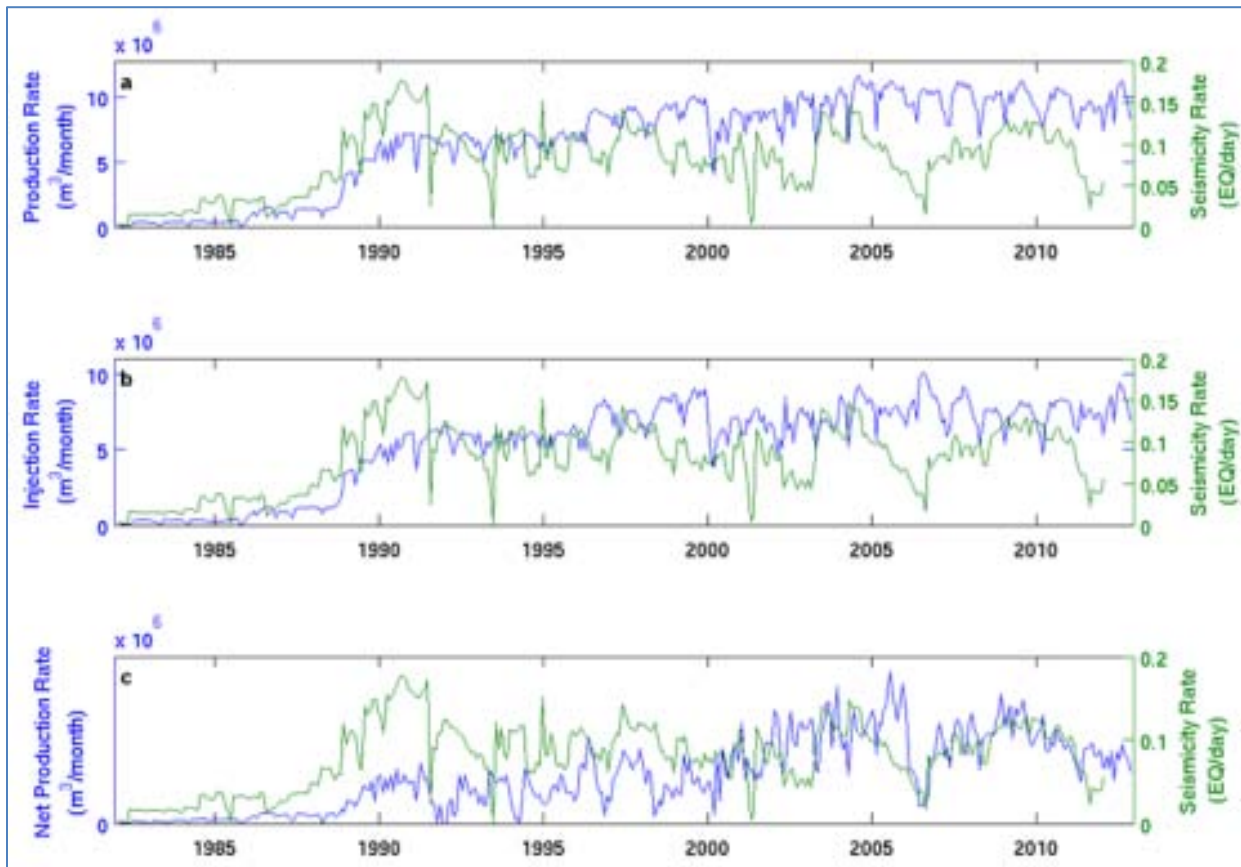 x 10^6
a
Production Rate
(m^3/month)
10
5
0
0.2
0.15
0.1
0.05
0
Seismicity Rate
(EQ/day)
1985 1990 1995 2000 2005 2010
x 10^6
b
Injection Rate
(m^3/month)
10
5
0
0.2
0.15
0.1
0.05
0
Seismicity Rate
(EQ/day)
1985 1990 1995 2000 2005 2010
x 10^6
c
Net Production Rate
(m^3/month)
0
0.2
0.1
0
Seismicity Rate
(EQ/day)
1985 1990 1995 2000 2005 2010